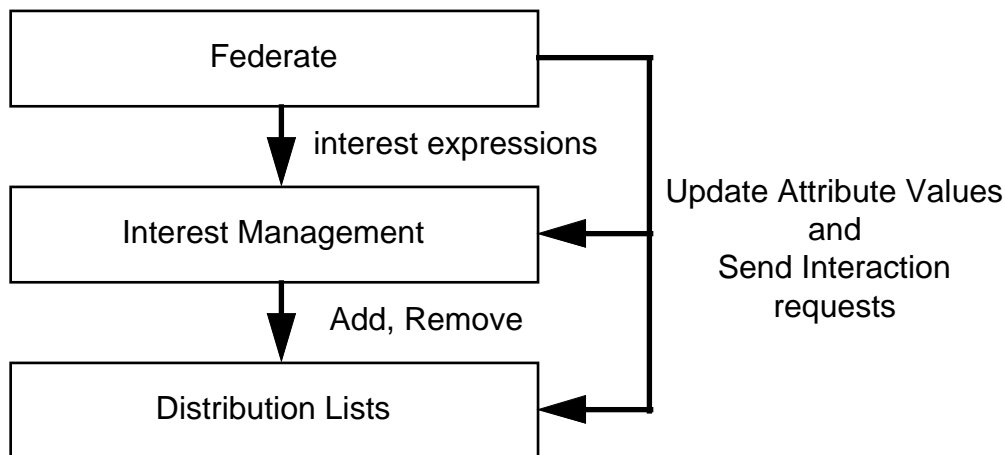 Federate
interest expressions
Interest Management
Update Attribute Values
and
Send Interaction
requests
Add, Remove
Distribution Lists